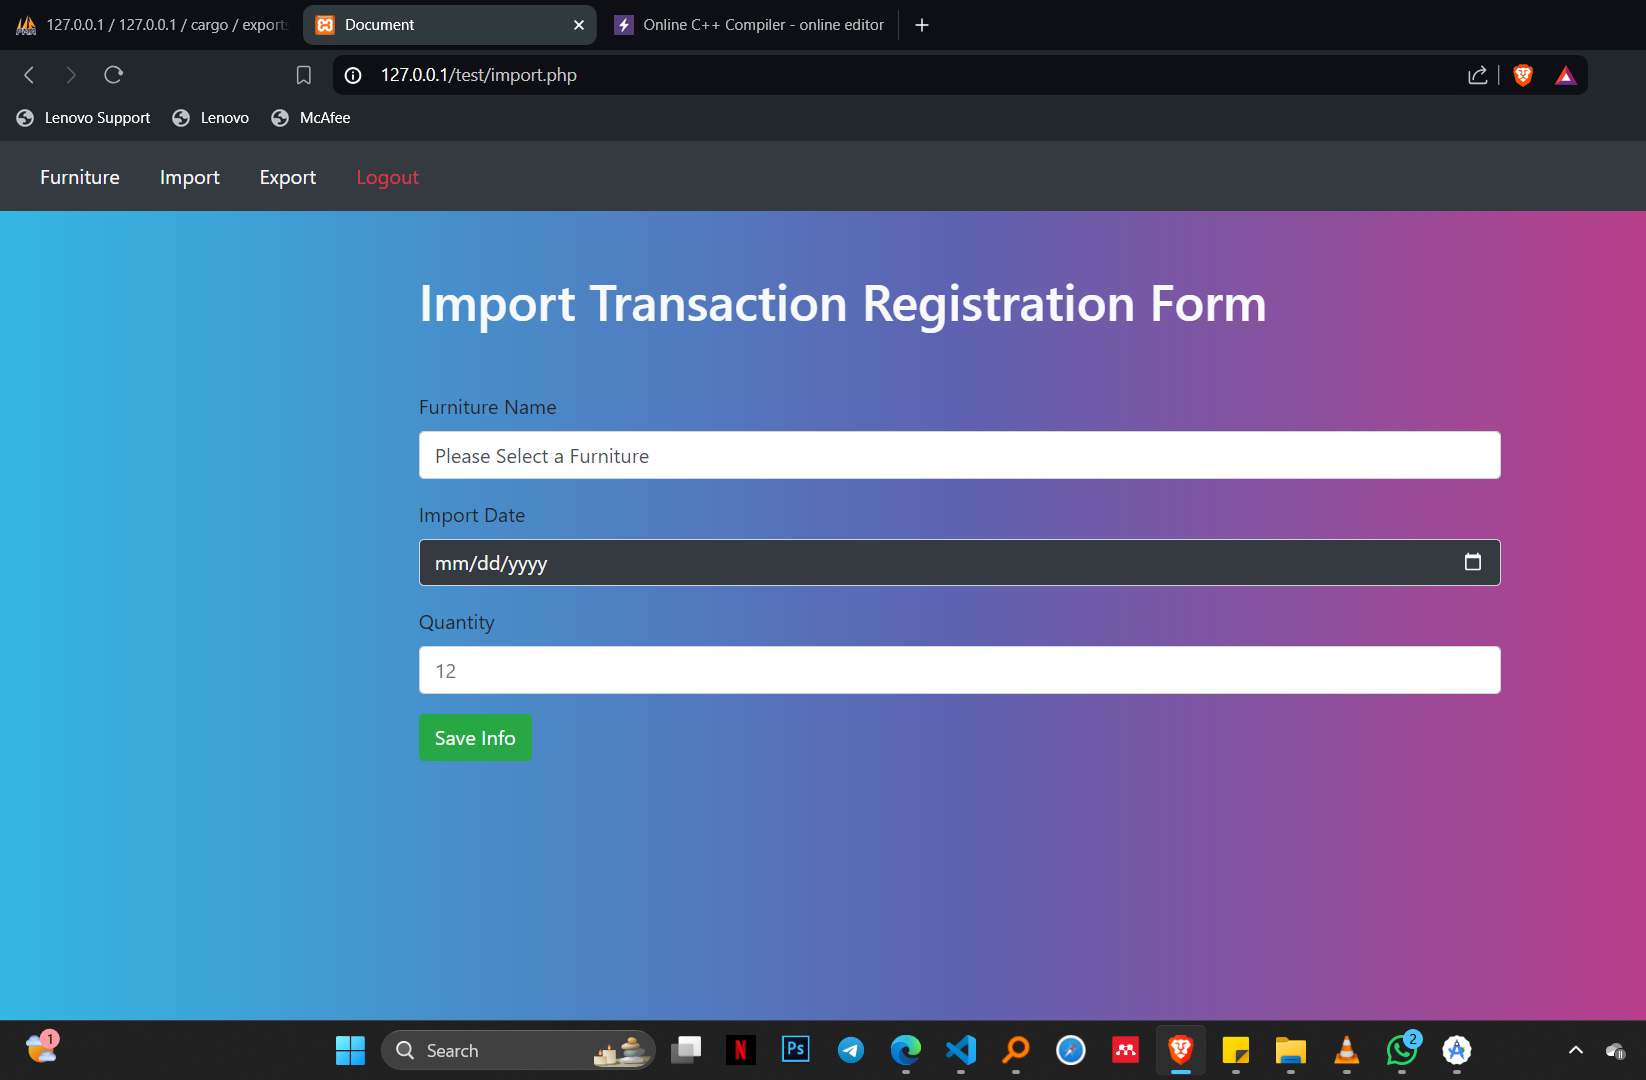 127.0.0.1 / 127.0.0.1 / cargo / exports
Document
Online C++ Compiler - online editor
127.0.0.1/test/import.php
Lenovo Support
Lenovo
McAfee
Furniture
Import
Export
Logout
Import Transaction Registration Form
Furniture Name
Please Select a Furniture
Import Date
mm/dd/yyyy
Quantity
12
Save Info
1
Search
N
Ps
2